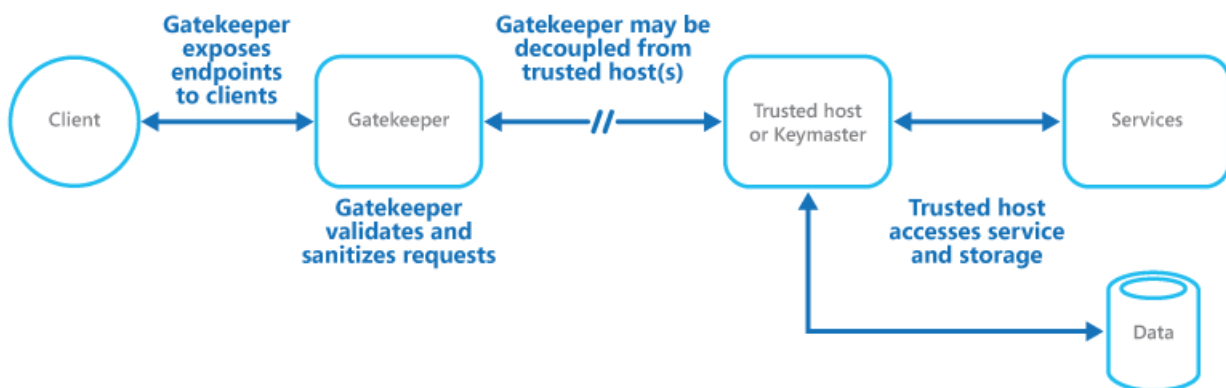 Gatekeeper
exposes
endpoints
to clients
Gatekeeper may be
decoupled from
trusted host(s)
Client
Gatekeeper
Trusted host
or Keymaster
Services
Gatekeeper
validates and
sanitizes requests
Trusted host
accesses service
and storage
Data